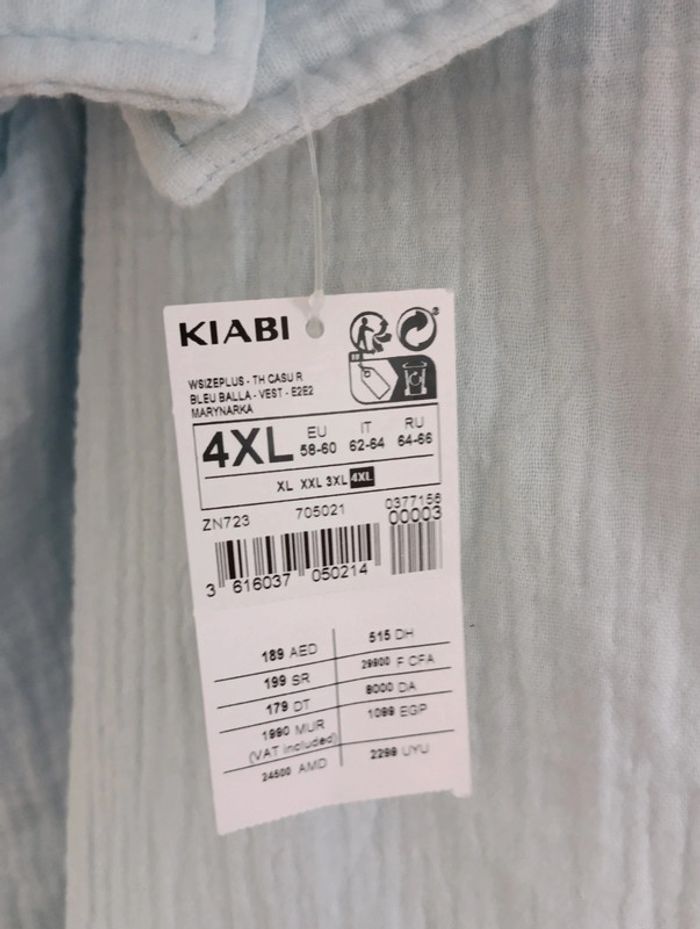 KIABI
WSIZEPLUS - TH CASU R
BLEU BALLA - VEST - E2E2
MARYNARKA
4XL EU 58-60 IT 62-64 RU 64-66
XL XXL 3XL 4XL
ZN723 705021 0377156
00003
3 616037 050214
189 AED 515 DH
199 SR 29900 F CFA
179 DT 8000 DA
1990 MUR 1099 EGP
(VAT included)
24500 AMD 2299 UYU